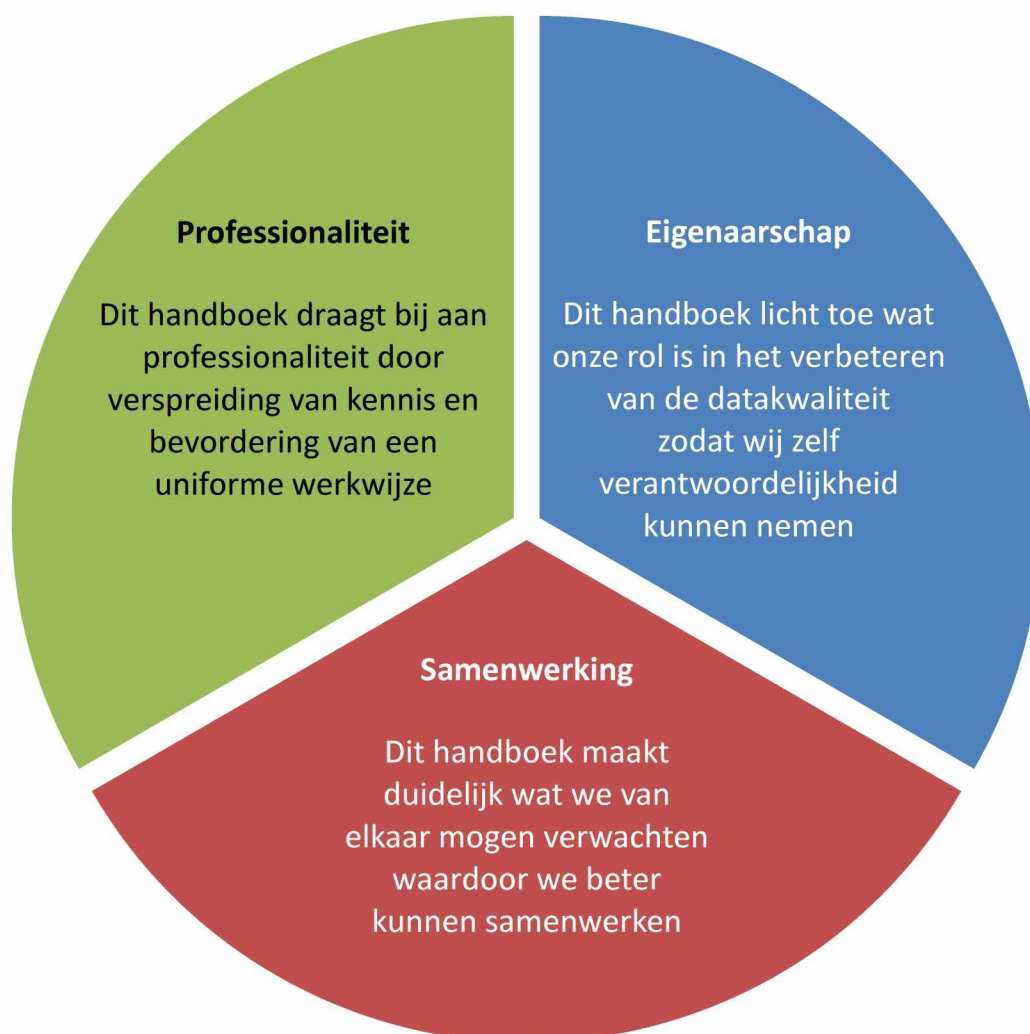 Professionaliteit
Dit handboek draagt bij aan
professionaliteit door
verspreiding van kennis en
bevordering van een
uniforme werkwijze
Eigenaarschap
Dit handboek licht toe wat
onze rol is in het verbeteren
van de datakwaliteit
zodat wij zelf
verantwoordelijkheid
kunnen nemen
Samenwerking
Dit handboek maakt
duidelijk wat we van
elkaar mogen verwachten
waardoor we beter
kunnen samenwerken